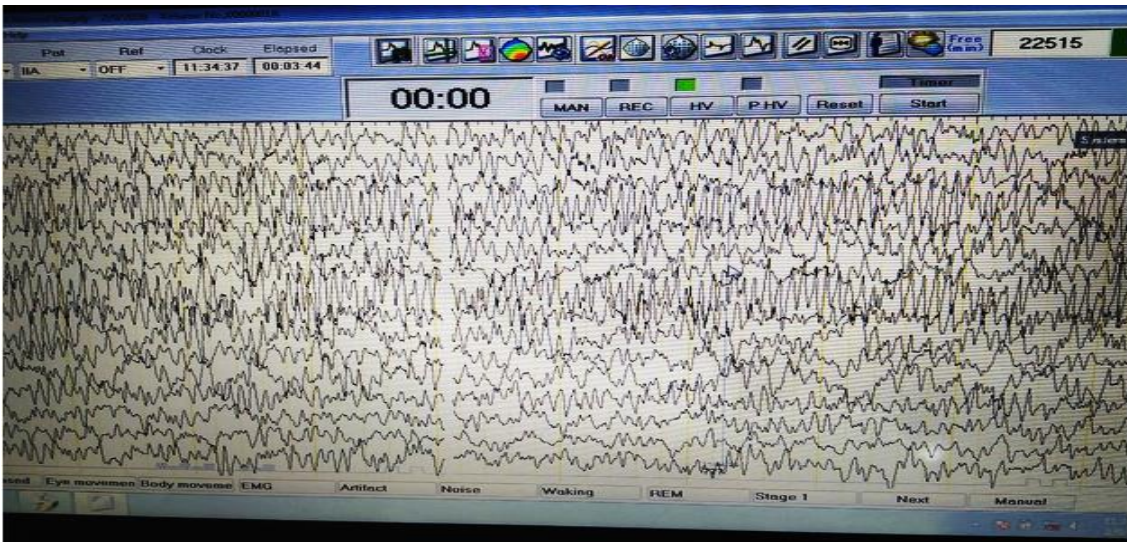 Help
Pat Ref Clock Elapsed
IIA OFF 11:34:37 00:03:44
Free
(min) 22515
00:00
MAN REC HV P HV Reset
Timer
Start
Eye movemen Body moveme EMG Artifact Noise Waking REM Stage 1 Next Manual